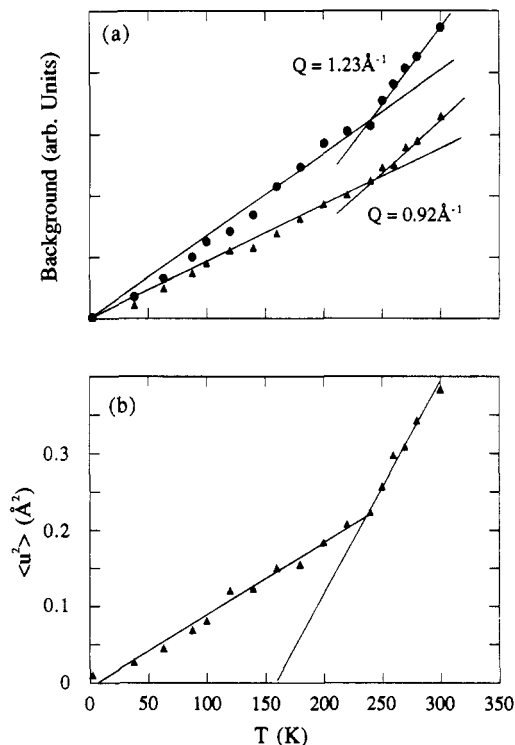 (a)
Background (arb. Units)
Q = 1.23Å⁻¹
Q = 0.92Å⁻¹
(b)
<u²> (Å²)
0.3
0.2
0.1
0
0 50 100 150 200 250 300 350
T (K)